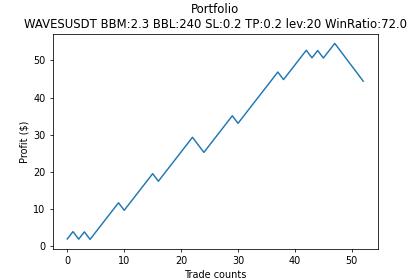 Portfolio
WAVESUSDT BBM:2.3 BBL:240 SL:0.2 TP:0.2 lev:20 WinRatio:72.0
Profit ($)
50
40
30
20
10
0
0 10 20 30 40 50
Trade counts